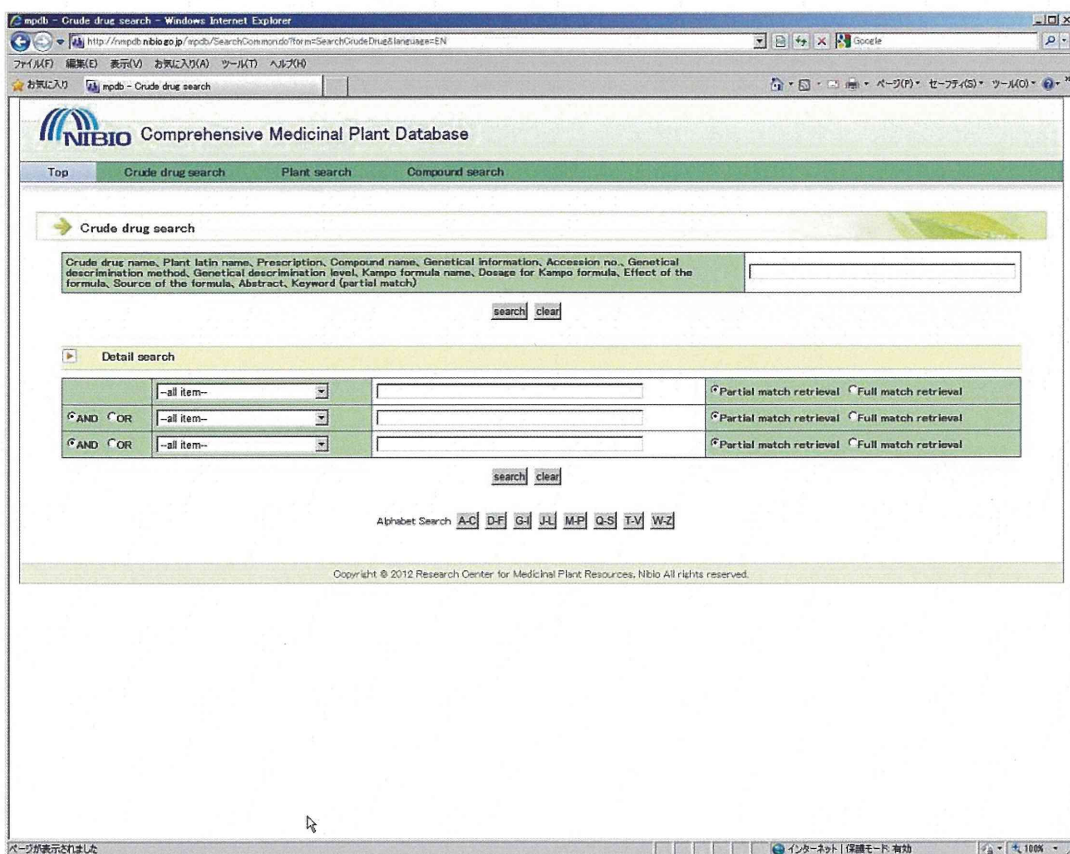 mpdb - Crude drug search - Windows Internet Explorer
http://nmpdb.nibio.go.jp/mpdb/SearchCommon.do?form=SearchCrudeDrug&language=EN
Google
ファイル(F) 編集(E) 表示(V) お気に入り(A) ツール(T) ヘルプ(H)
お気に入り mpdb - Crude drug search ページ(P) セーフティ(S) ツール(O)
NIBIO Comprehensive Medicinal Plant Database
Top Crude drug search Plant search Compound search
Crude drug search
Crude drug name、Plant latin name、Prescription、Compound name、Genetical information、Accession no.、Genetical
descrimination method、Genetical descrimination level、Kampo formula name、Dosage for Kampo formula、Effect of the
formula、Source of the formula、Abstract、Keyword (partial match)
search clear
Detail search
--all item-- Partial match retrieval Full match retrieval
AND OR --all item-- Partial match retrieval Full match retrieval
AND OR --all item-- Partial match retrieval Full match retrieval
search clear
Alphabet Search A-C D-F G-I J-L M-P Q-S T-V W-Z
Copyright © 2012 Research Center for Medicinal Plant Resources, Nibio All rights reserved.
ページが表示されました インターネット | 保護モード: 有効 100%